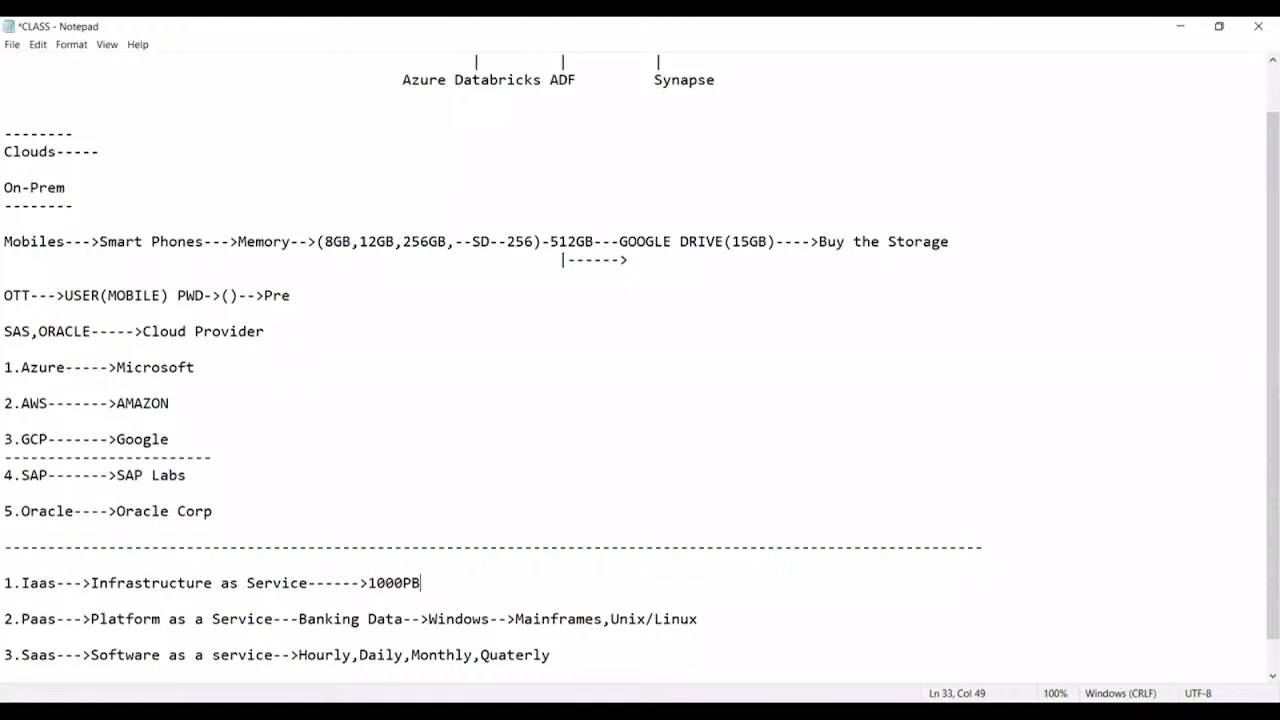 *CLASS - Notepad
File Edit Format View Help
| | |
Azure Databricks ADF Synapse
--------
Clouds-----
On-Prem
--------
Mobiles--->Smart Phones--->Memory-->(8GB,12GB,256GB,--SD--256)-512GB---GOOGLE DRIVE(15GB)---->Buy the Storage
|------>
OTT--->USER(MOBILE) PWD->()-->Pre
SAS,ORACLE----->Cloud Provider
1.Azure----->Microsoft
2.AWS------->AMAZON
3.GCP------->Google
------------------------
4.SAP------->SAP Labs
5.Oracle---->Oracle Corp
-----------------------------------------------------------------------------------------------------------------
1.Iaas--->Infrastructure as Service------>1000PB
2.Paas--->Platform as a Service---Banking Data-->Windows-->Mainframes,Unix/Linux
3.Saas--->Software as a service-->Hourly,Daily,Monthly,Quaterly
Ln 33, Col 49 100% Windows (CRLF) UTF-8